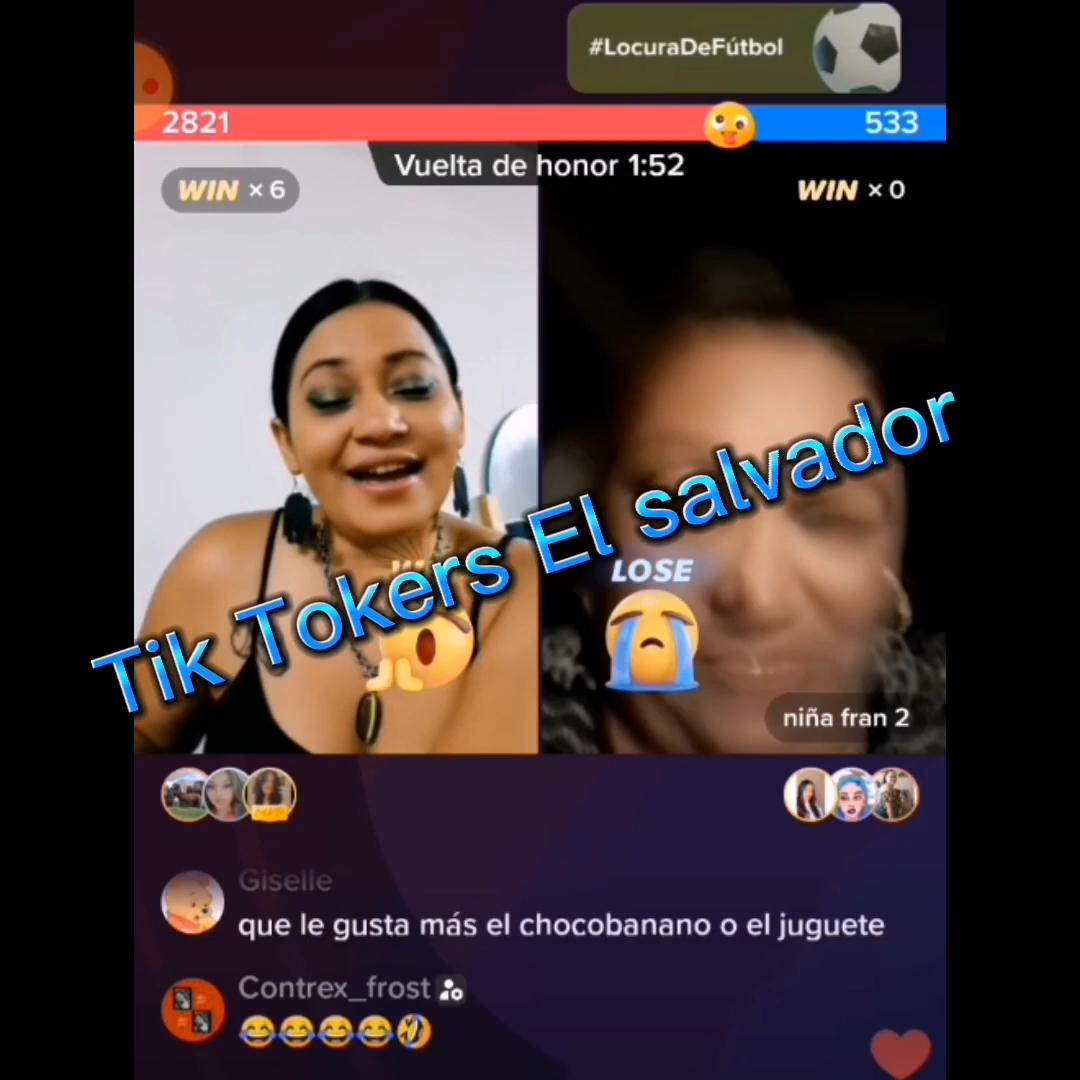 #LocuraDeFútbol
2821
533
Vuelta de honor 1:52
WIN × 6
WIN × 0
Tik Tokers El salvador
LOSE
niña fran 2
Giselle
que le gusta más el chocobanano o el juguete
Contrex_frost